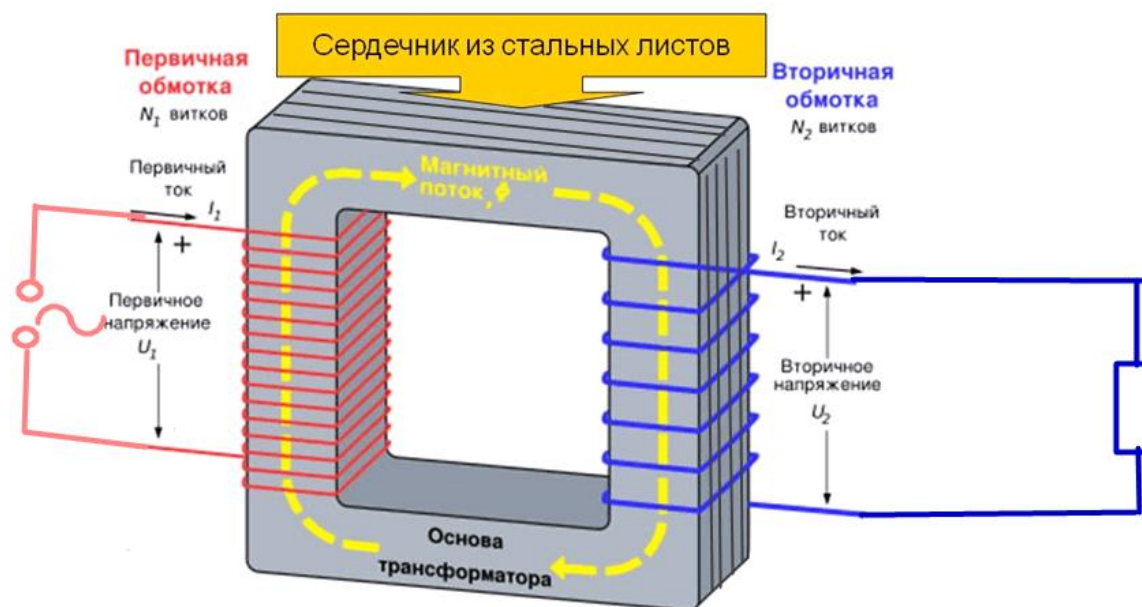 Сердечник из стальных листов
Первичная
обмотка
N₁ витков
Вторичная
обмотка
N₂ витков
Первичный
ток
I₁
+
Магнитный
поток, Ф
Вторичный
ток
I₂
+
Первичное
напряжение
U₁
Вторичное
напряжение
U₂
Основа
трансформатора